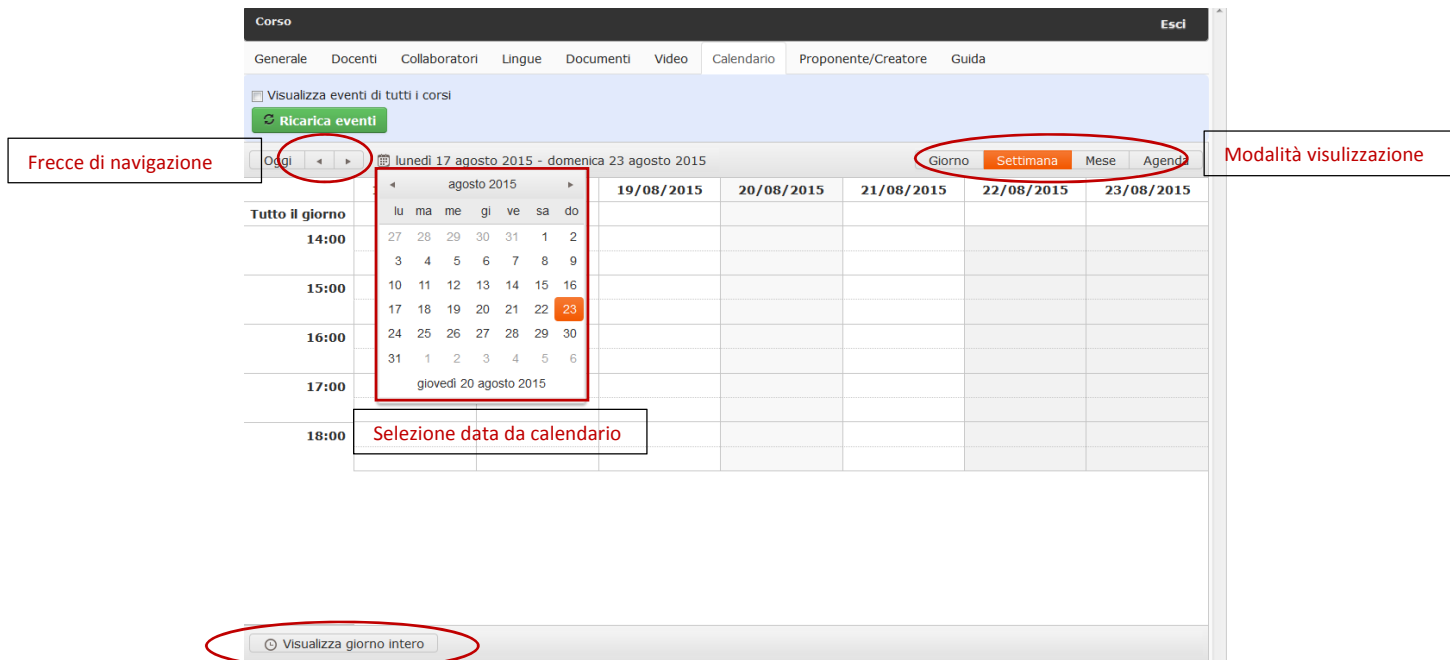 Corso Esci
Generale Docenti Collaboratori Lingue Documenti Video Calendario Proponente/Creatore Guida
Visualizza eventi di tutti i corsi
Ricarica eventi
Frecce di navigazione
Oggi lunedì 17 agosto 2015 - domenica 23 agosto 2015 Giorno Settimana Mese Agenda
Modalità visulizzazione
19/08/2015 20/08/2015 21/08/2015 22/08/2015 23/08/2015
agosto 2015
lu ma me gi ve sa do
27 28 29 30 31 1 2
3 4 5 6 7 8 9
10 11 12 13 14 15 16
17 18 19 20 21 22 23
24 25 26 27 28 29 30
31 1 2 3 4 5 6
giovedì 20 agosto 2015
Tutto il giorno
14:00
15:00
16:00
17:00
18:00
Selezione data da calendario
Visualizza giorno intero